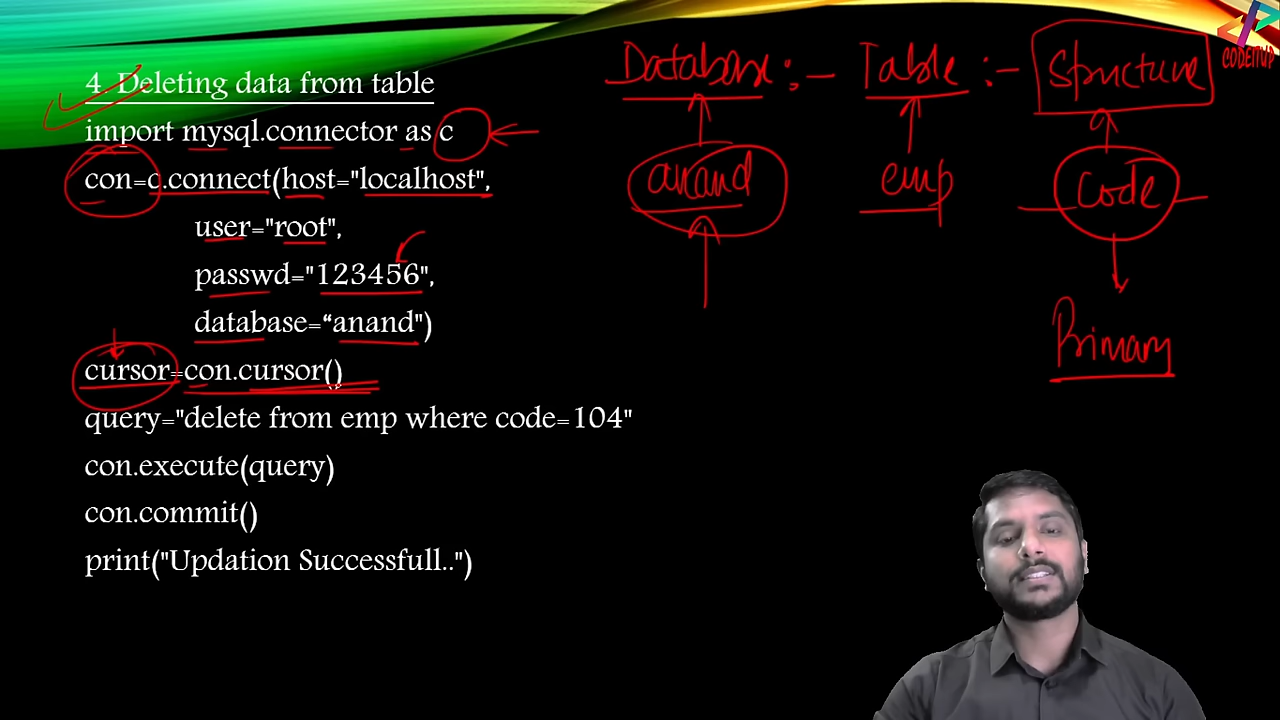 4. Deleting data from table
import mysql.connector as c
con=c.connect(host="localhost",
user="root",
passwd="123456",
database=“anand")
cursor=con.cursor()
query="delete from emp where code=104"
con.execute(query)
con.commit()
print("Updation Successfull..")
Database :- Table :- Structure
anand emp Code
Primary
CODEITUP